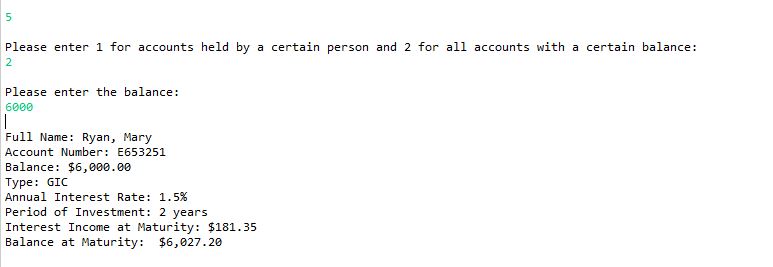 5
Please enter 1 for accounts held by a certain person and 2 for all accounts with a certain balance:
2
Please enter the balance:
6000
Full Name: Ryan, Mary
Account Number: E653251
Balance: $6,000.00
Type: GIC
Annual Interest Rate: 1.5%
Period of Investment: 2 years
Interest Income at Maturity: $181.35
Balance at Maturity:  $6,027.20